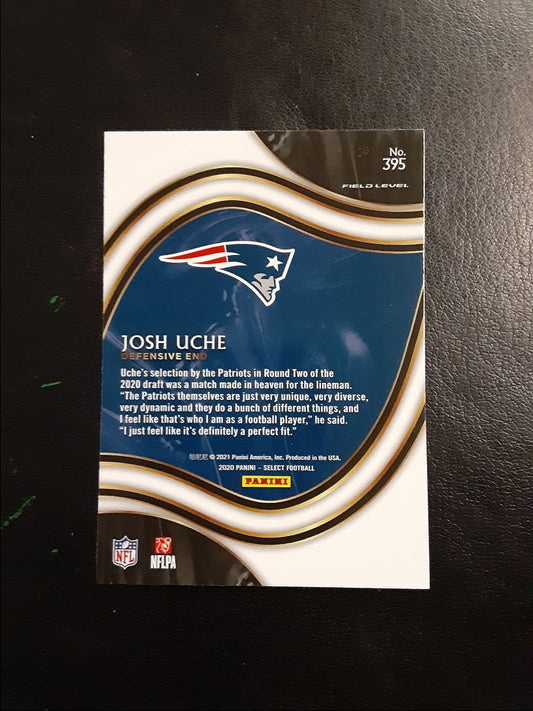 No.
395
FIELD LEVEL
JOSH UCHE
DEFENSIVE END
Uche's selection by the Patriots in Round Two of the
2020 draft was a match made in heaven for the lineman.
"The Patriots themselves are just very unique, very diverse,
very dynamic and they do a bunch of different things, and
I feel like that's who I am as a football player," he said.
"I just feel like it's definitely a perfect fit."
© 2021 Panini America, Inc. Produced in the USA.
2020 PANINI – SELECT FOOTBALL
PANINI
NFL
NFLPA